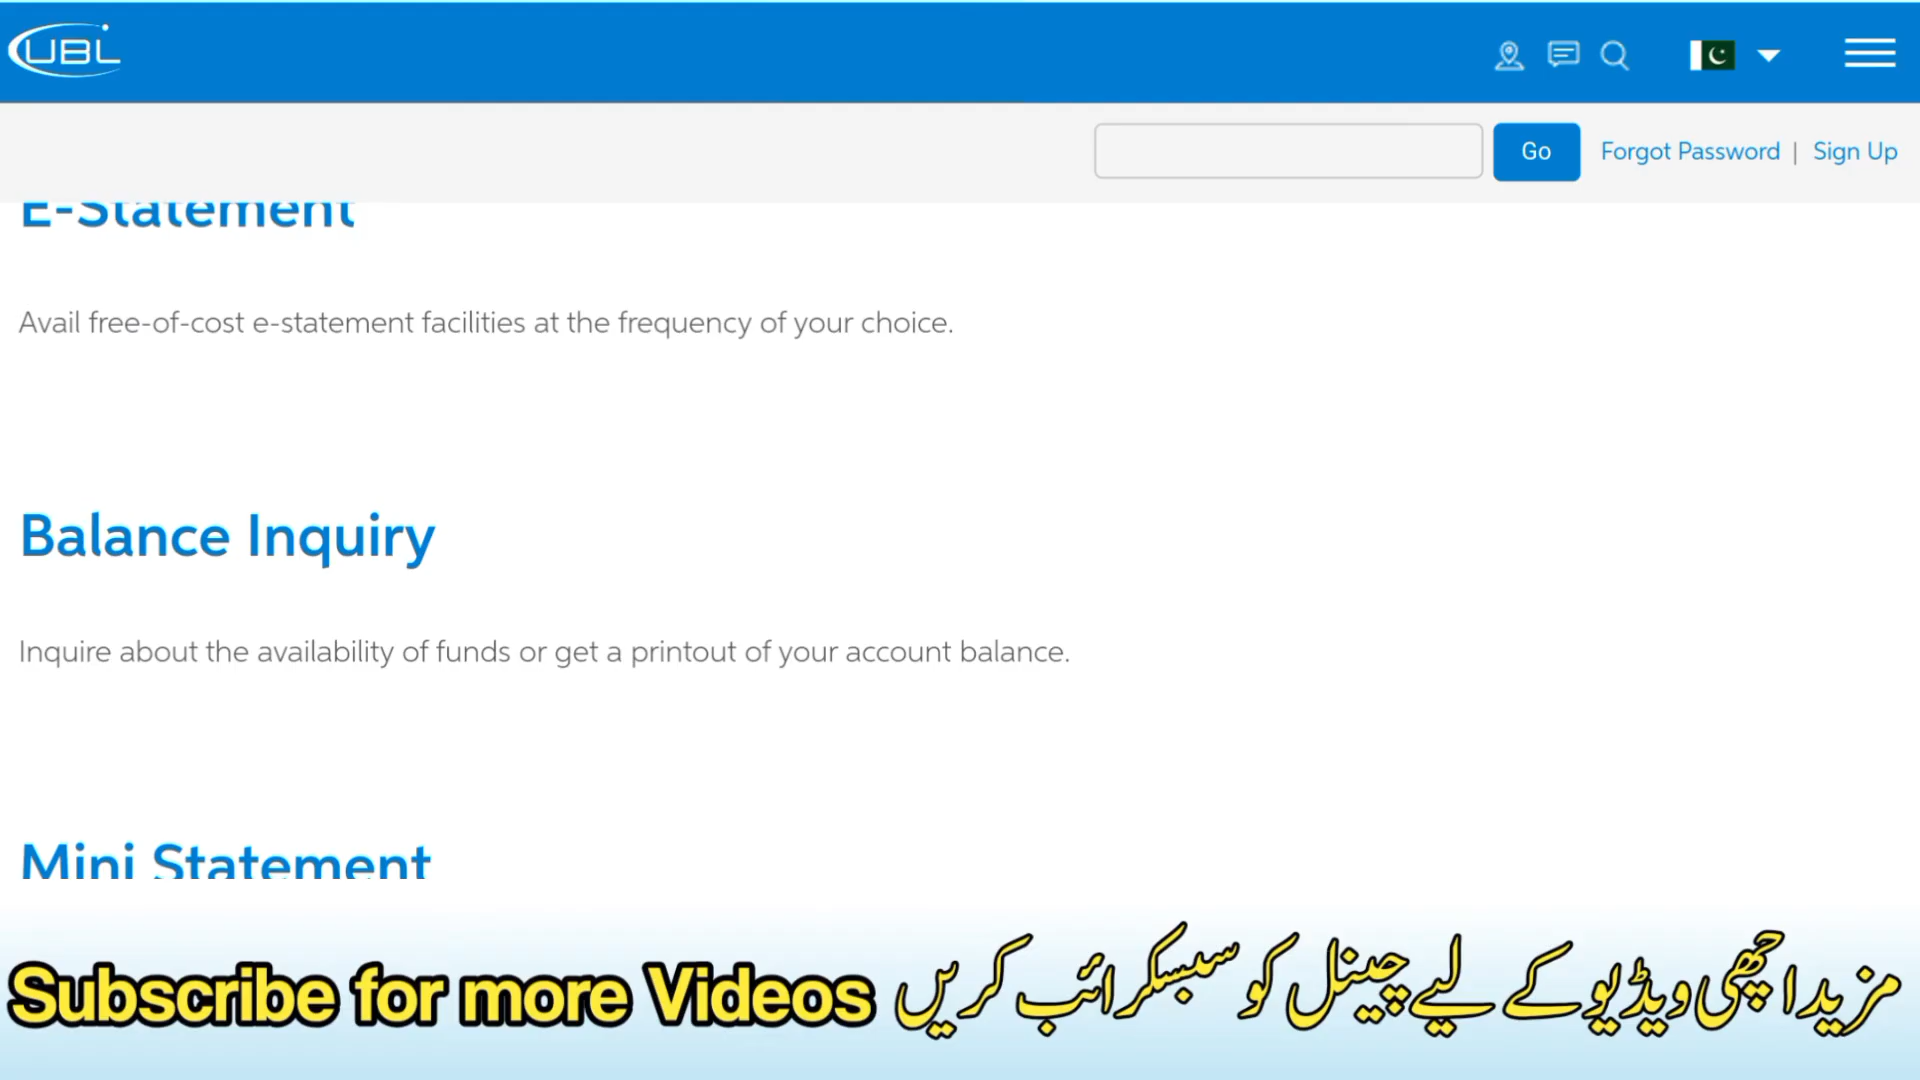 UBL
Go Forgot Password | Sign Up
E-Statement
Avail free-of-cost e-statement facilities at the frequency of your choice.
Balance Inquiry
Inquire about the availability of funds or get a printout of your account balance.
Mini Statement
Subscribe for more Videos مزید اچھی ویڈیو کے لیے چینل کو سبسکرائب کریں